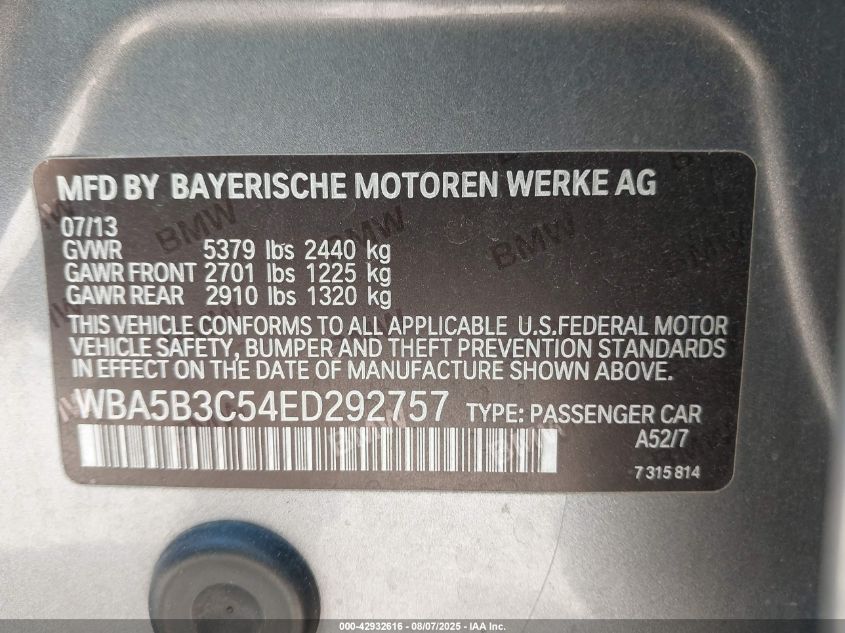 MFD BY BAYERISCHE MOTOREN WERKE AG
07/13
GVWR 5379 lbs 2440 kg
GAWR FRONT 2701 lbs 1225 kg
GAWR REAR 2910 lbs 1320 kg
THIS VEHICLE CONFORMS TO ALL APPLICABLE U.S.FEDERAL MOTOR
VEHICLE SAFETY, BUMPER AND THEFT PREVENTION STANDARDS
IN EFFECT ON THE DATE OF MANUFACTURE SHOWN ABOVE.
WBA5B3C54ED292757 TYPE: PASSENGER CAR
A52/7
7 315 814
000-42932616 - 08/07/2025 - IAA Inc.